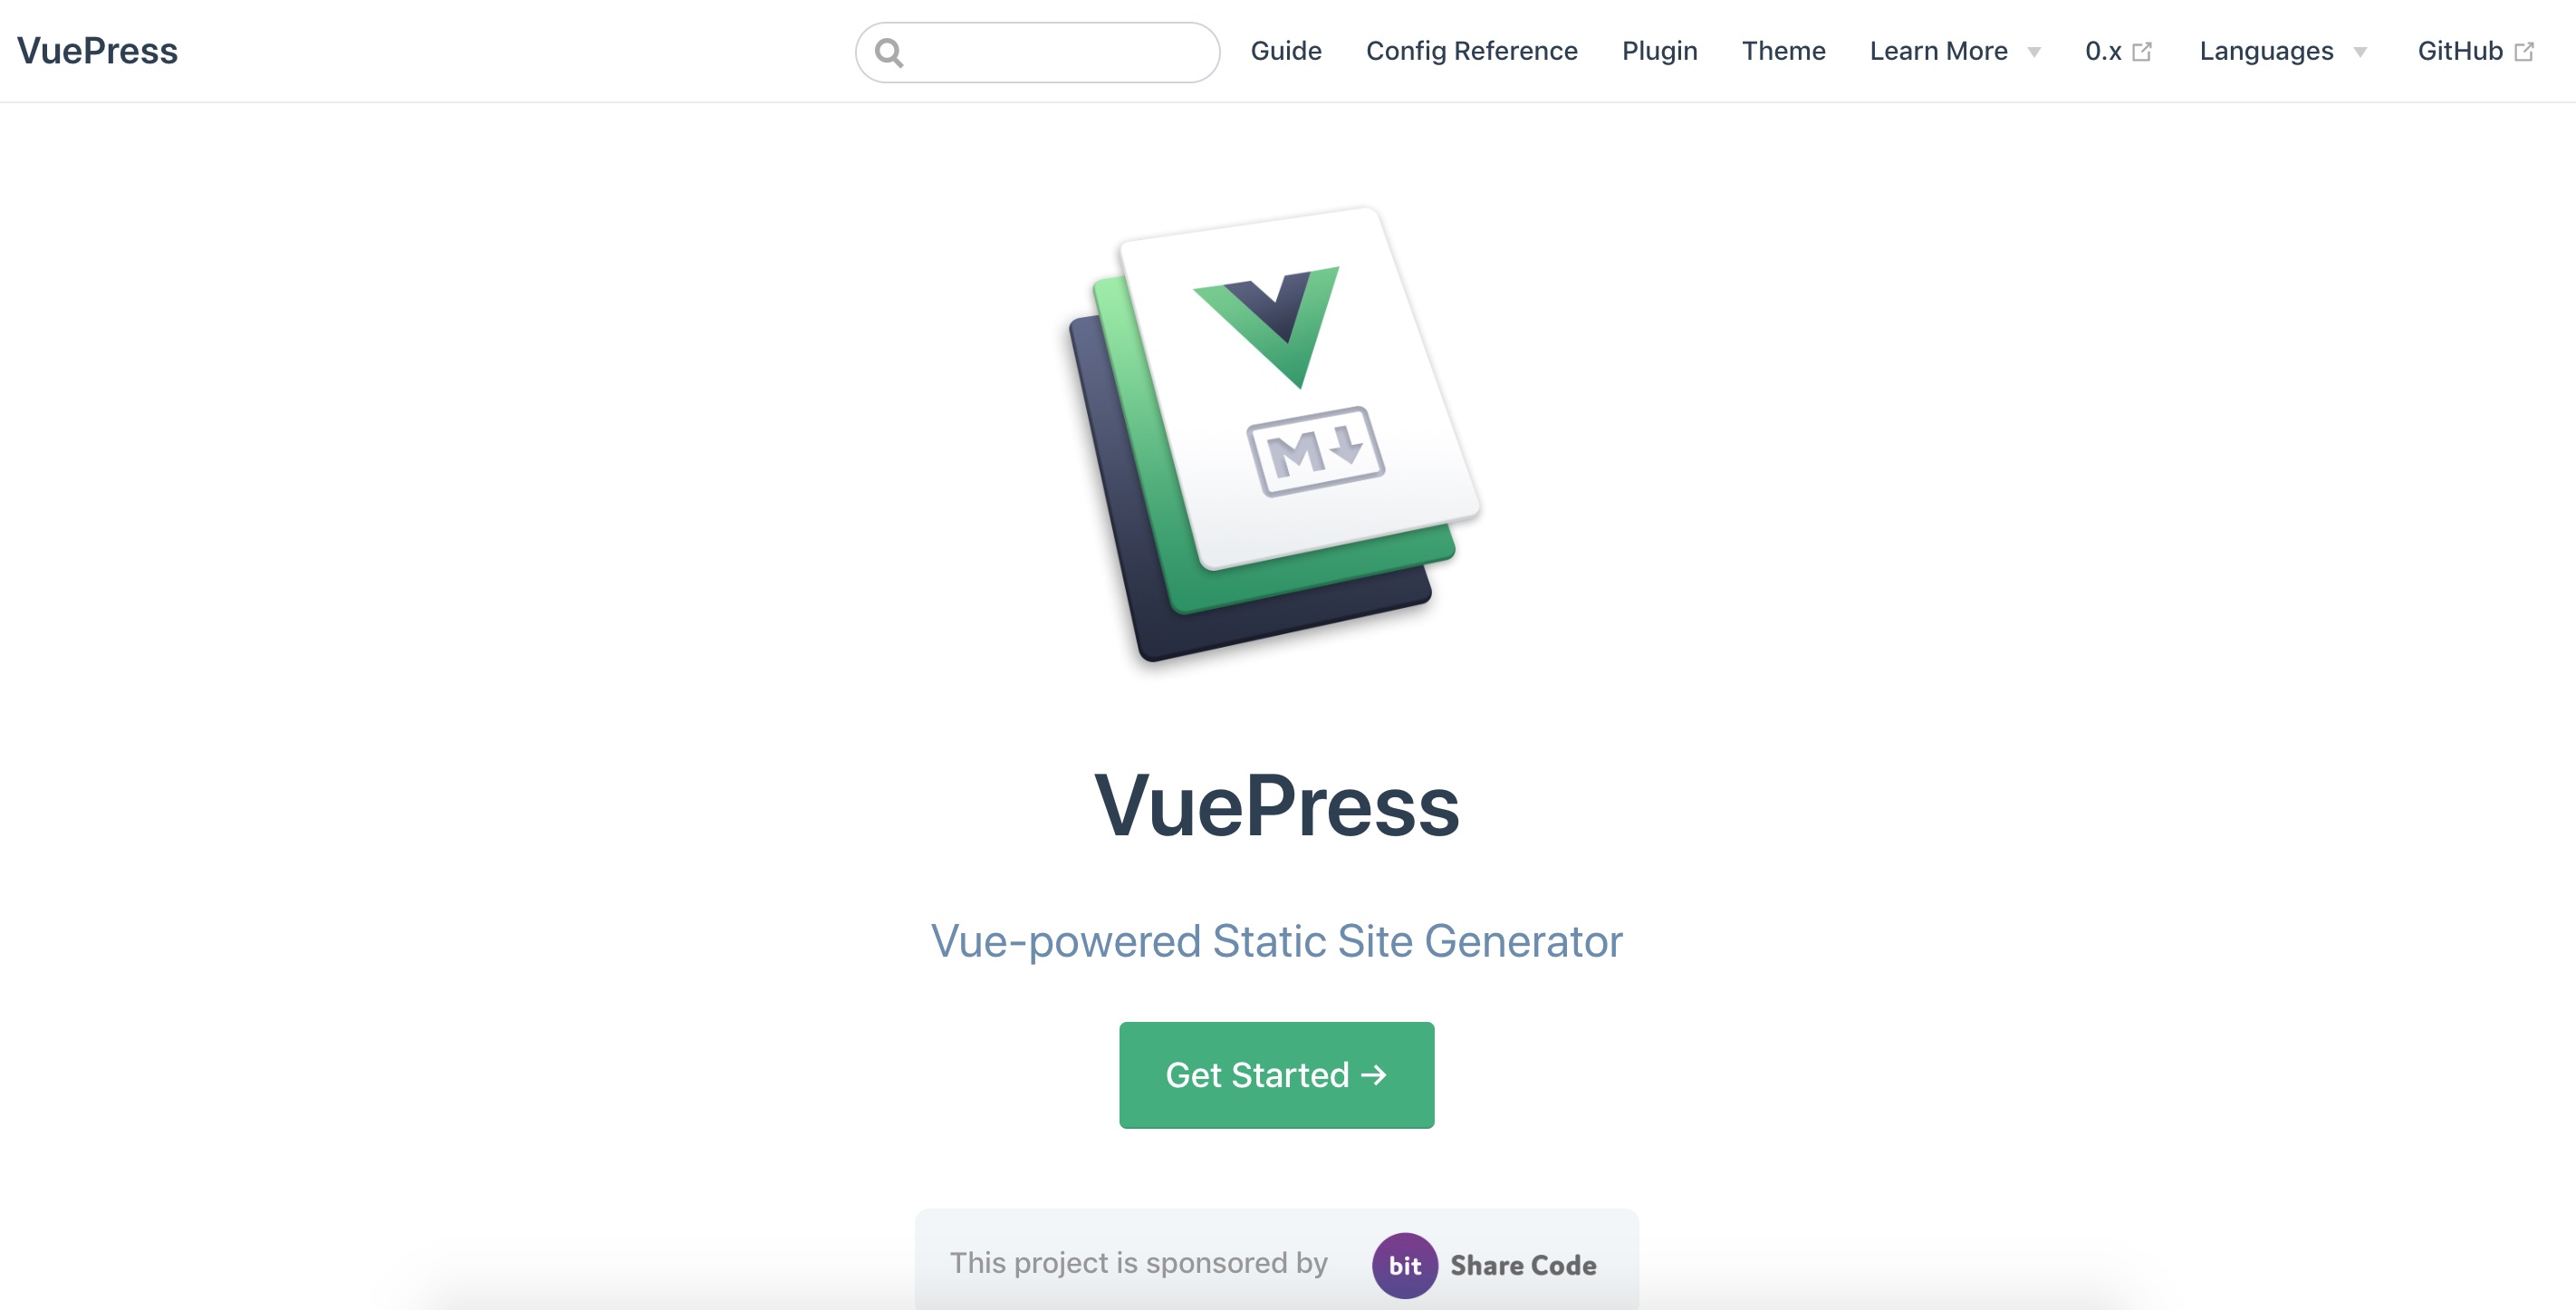 VuePress Guide Config Reference Plugin Theme Learn More 0.x Languages GitHub
M
VuePress
Vue-powered Static Site Generator
Get Started →
This project is sponsored by bit Share Code